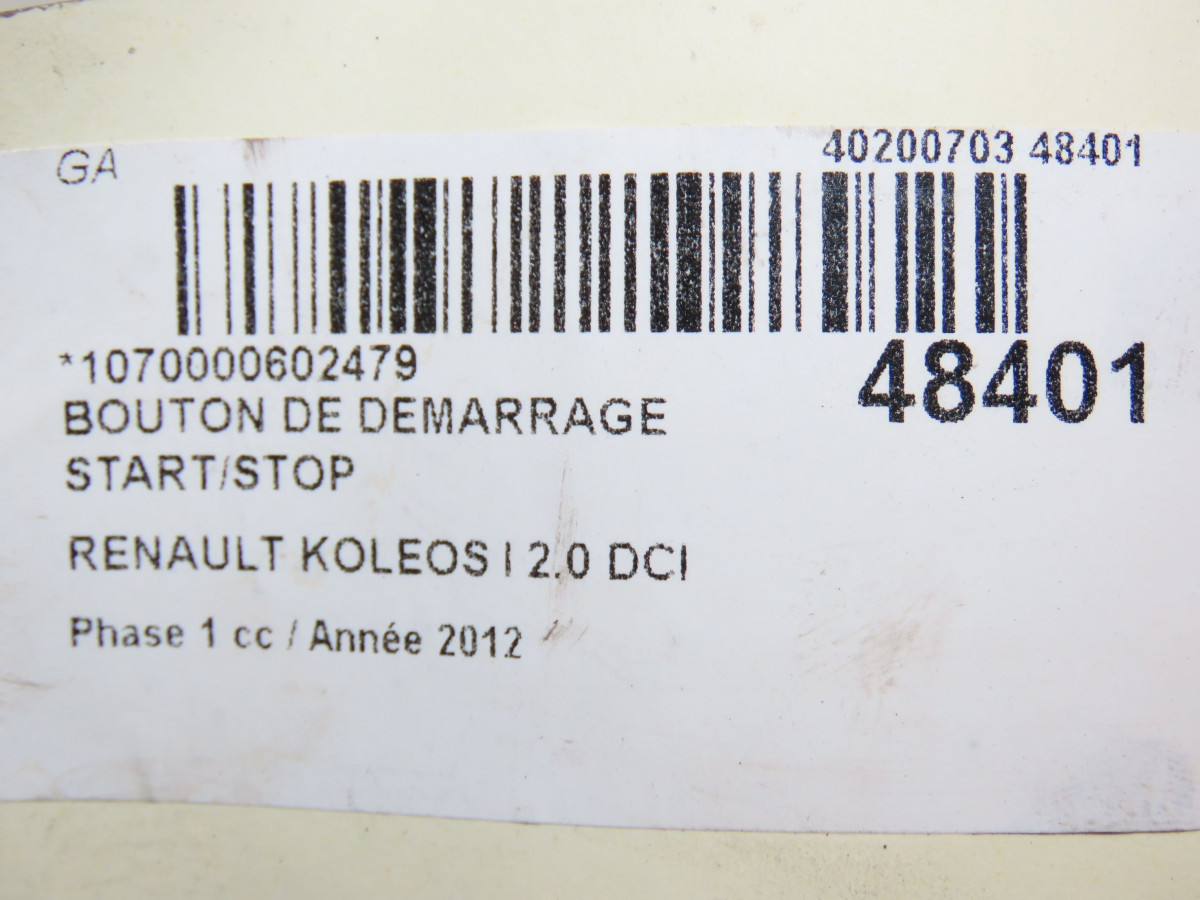 GA
40200703 48401
*1070000602479
48401
BOUTON DE DEMARRAGE
START/STOP
RENAULT KOLEOS I 2.0 DCI
Phase 1 cc / Année 2012